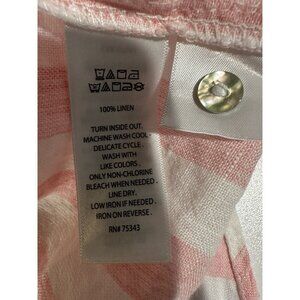 100% LINEN
TURN INSIDE OUT.
MACHINE WASH COOL.
DELICATE CYCLE.
WASH WITH
LIKE COLORS.
ONLY NON-CHLORINE
BLEACH WHEN NEEDED.
LINE DRY.
LOW IRON IF NEEDED.
IRON ON REVERSE.
RN# 75343